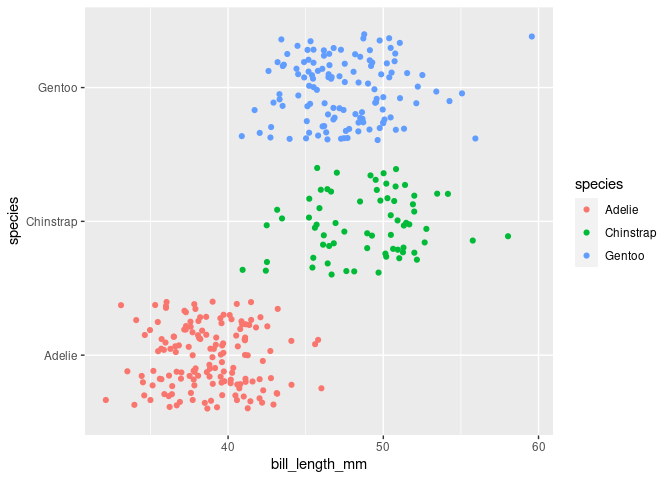 Gentoo
Chinstrap
Adelie
species
40
50
60
bill_length_mm
species
Adelie
Chinstrap
Gentoo